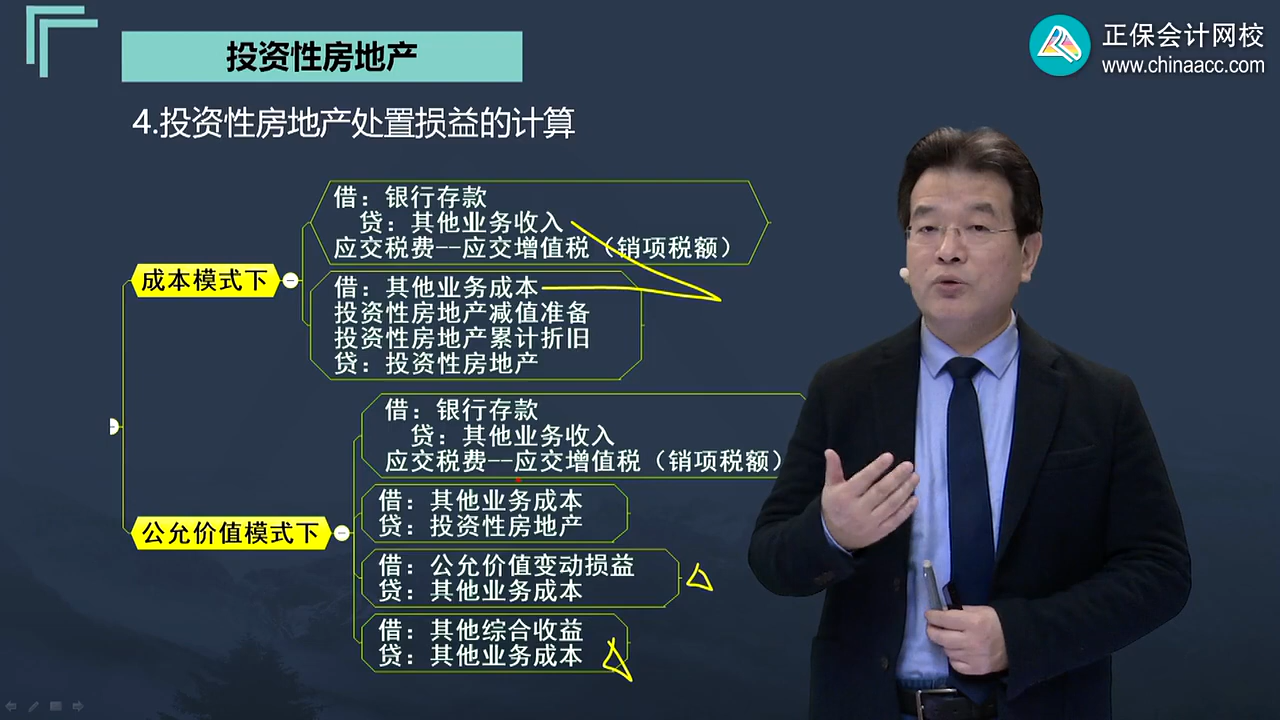 投资性房地产
正保会计网校
www.chinaacc.com
4.投资性房地产处置损益的计算
成本模式下
借：银行存款
贷：其他业务收入
应交税费--应交增值税（销项税额）
借：其他业务成本
投资性房地产减值准备
投资性房地产累计折旧
贷：投资性房地产
公允价值模式下
借：银行存款
贷：其他业务收入
应交税费--应交增值税（销项税额）
借：其他业务成本
贷：投资性房地产
借：公允价值变动损益
贷：其他业务成本
借：其他综合收益
贷：其他业务成本